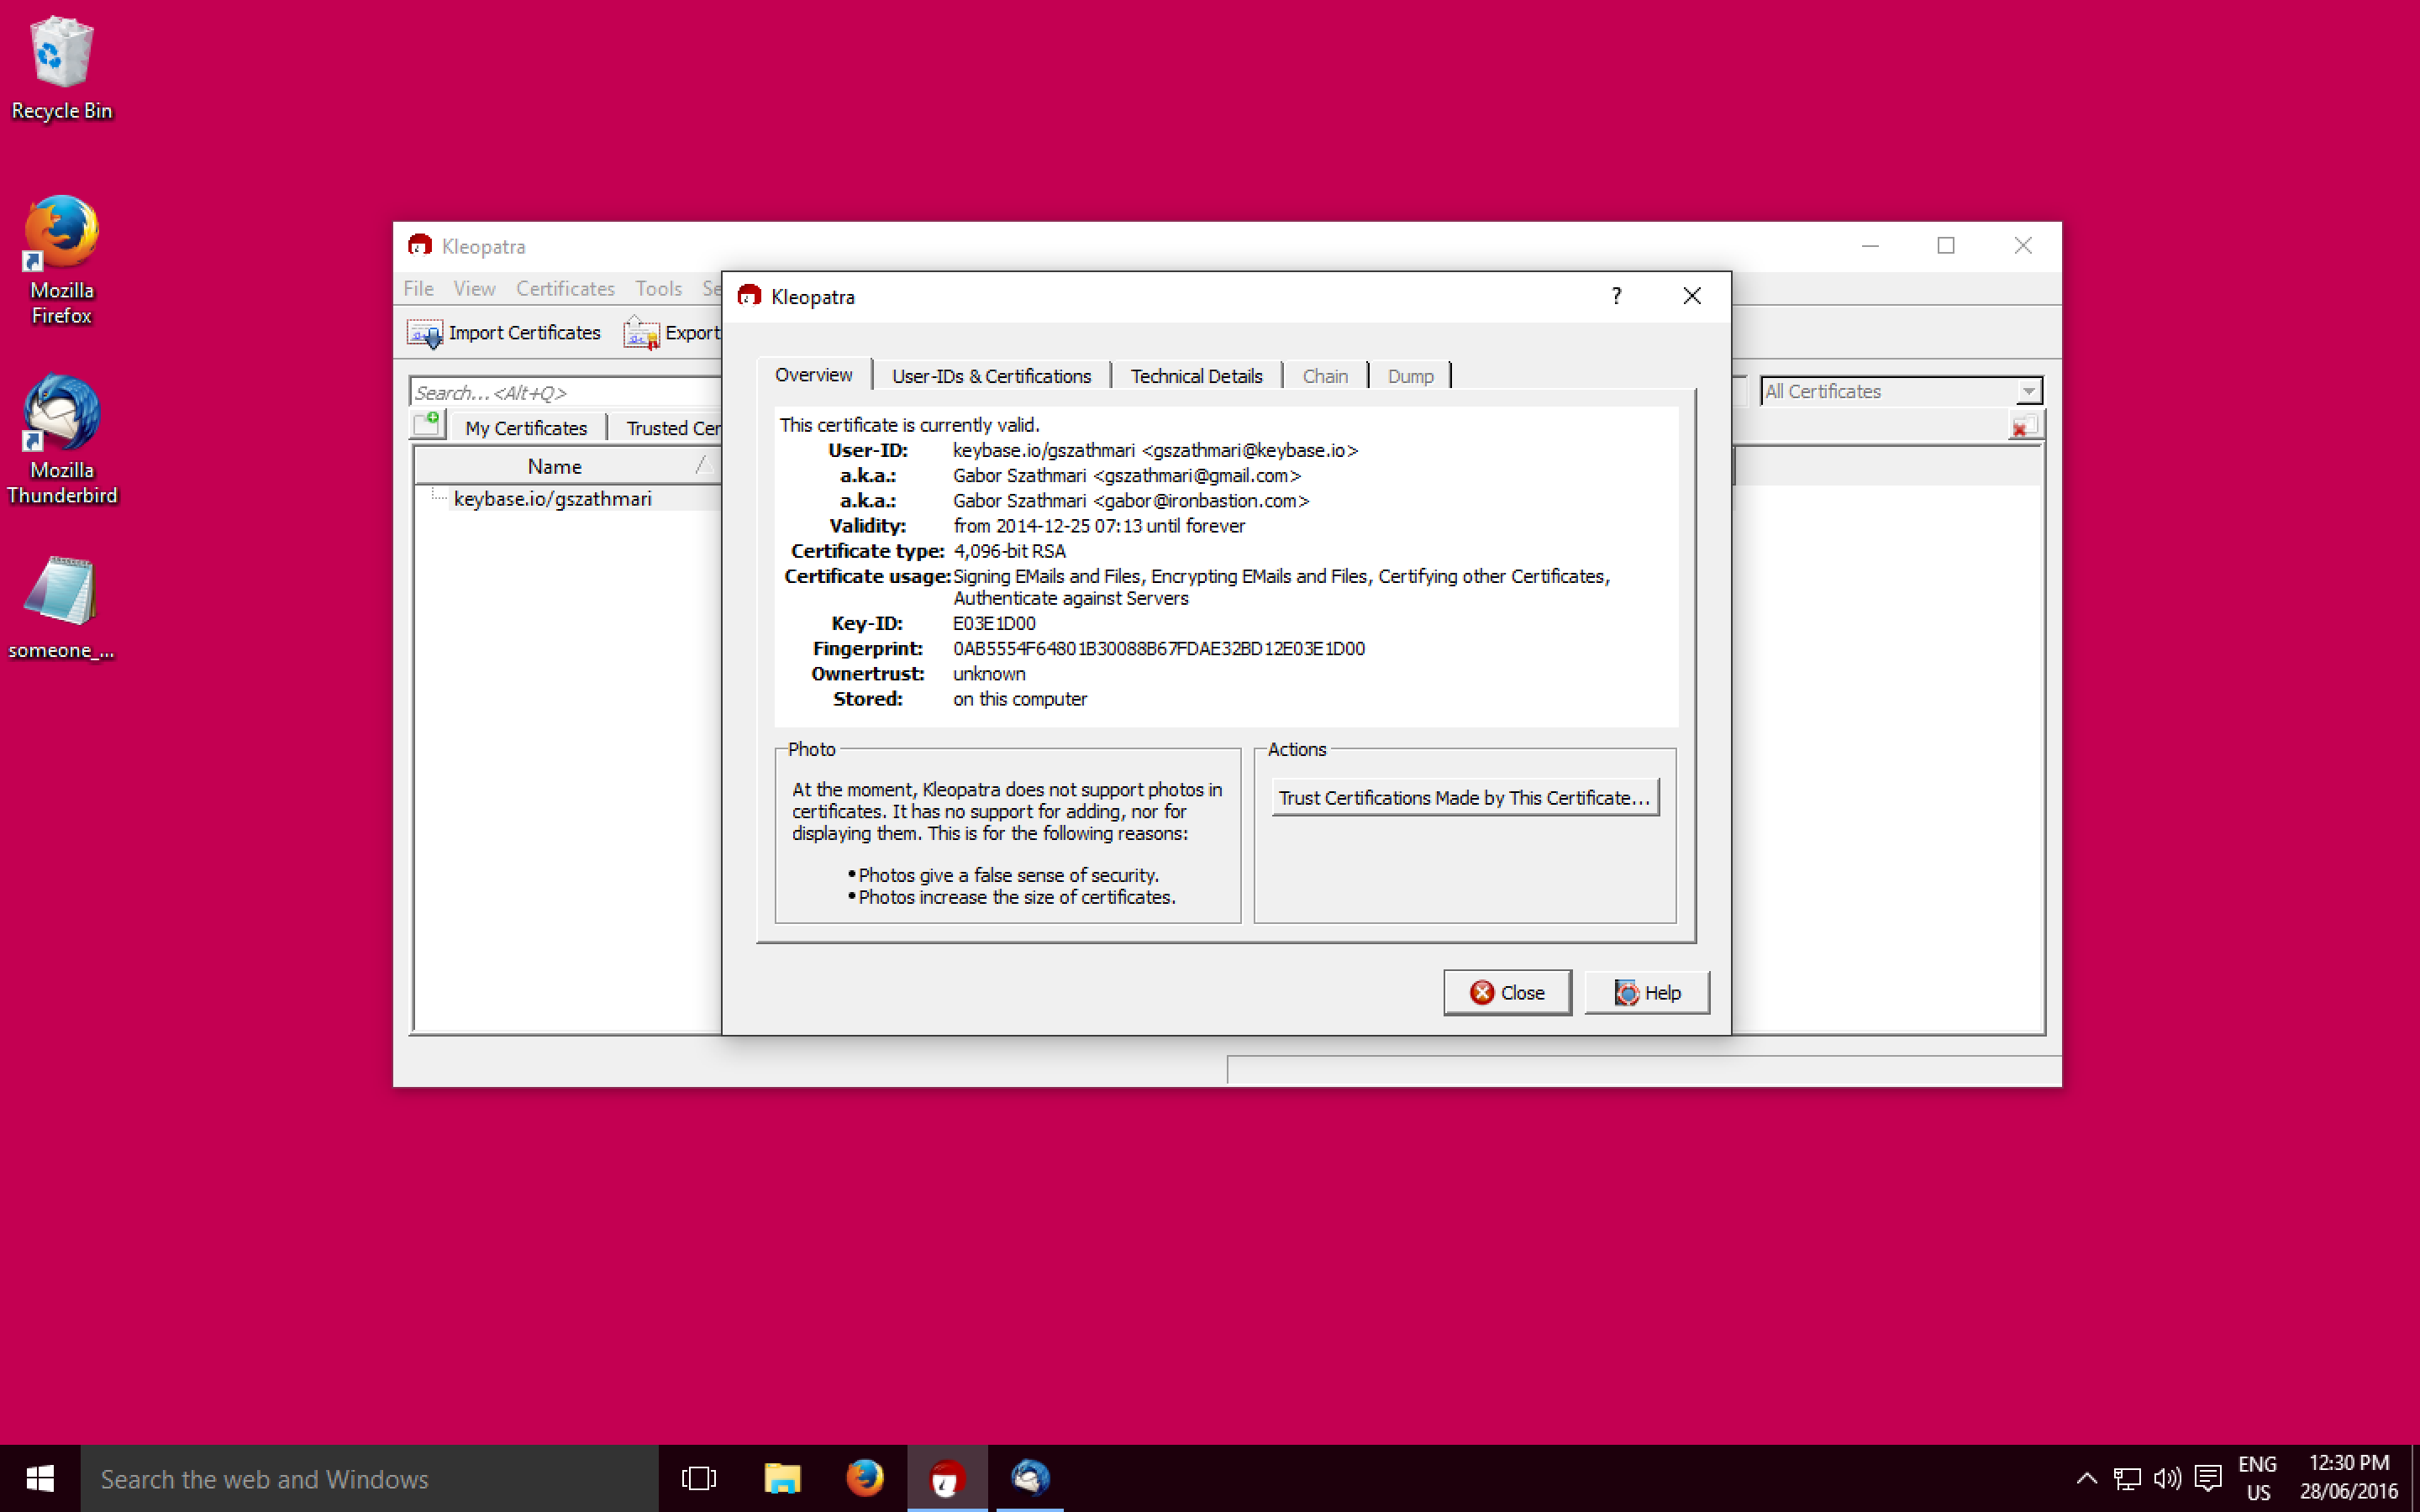 Recycle Bin
Mozilla
Firefox
Mozilla
Thunderbird
someone_...
Kleopatra
File View Certificates Tools Se
Import Certificates Export
Search...<Alt+Q>
All Certificates
My Certificates Trusted Cer
Name
keybase.io/gszathmari
Kleopatra
?
Overview User-IDs & Certifications Technical Details Chain Dump
This certificate is currently valid.
User-ID: keybase.io/gszathmari <gszathmari@keybase.io>
a.k.a.: Gabor Szathmari <gszathmari@gmail.com>
a.k.a.: Gabor Szathmari <gabor@ironbastion.com>
Validity: from 2014-12-25 07:13 until forever
Certificate type: 4,096-bit RSA
Certificate usage: Signing EMails and Files, Encrypting EMails and Files, Certifying other Certificates,
Authenticate against Servers
Key-ID: E03E1D00
Fingerprint: 0AB5554F64801B30088B67FDAE32BD12E03E1D00
Ownertrust: unknown
Stored: on this computer
Photo
At the moment, Kleopatra does not support photos in
certificates. It has no support for adding, nor for
displaying them. This is for the following reasons:
•Photos give a false sense of security.
•Photos increase the size of certificates.
Actions
Trust Certifications Made by This Certificate...
Close Help
Search the web and Windows
ENG
US
12:30 PM
28/06/2016